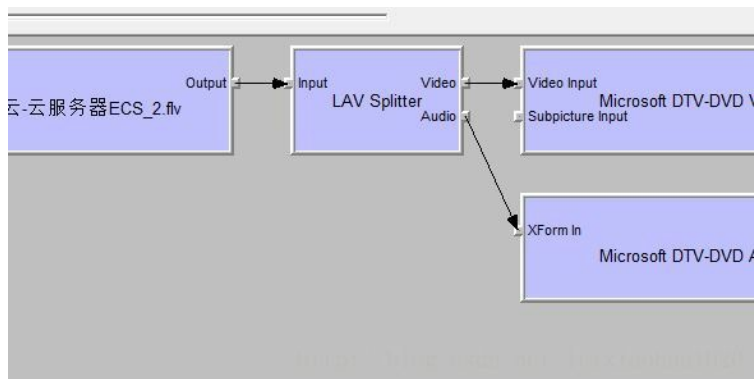 Output
云-云服务器ECS_2.flv
Input
Video
LAV Splitter
Audio
Video Input
Microsoft DTV-DVD V
Subpicture Input
XForm In
Microsoft DTV-DVD A